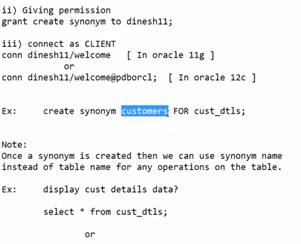 ii) Giving permission
grant create synonym to dinesh11;
iii) connect as CLIENT
conn dinesh11/welcome [ In oracle 11g ]
or
conn dinesh11/welcome@pdborcl; [ In oracle 12c ]
Ex: create synonym customers FOR cust_dtls;
Note:
Once a synonym is created then we can use synonym name
instead of table name for any operations on the table.
Ex: display cust details data?
select * from cust_dtls;
or